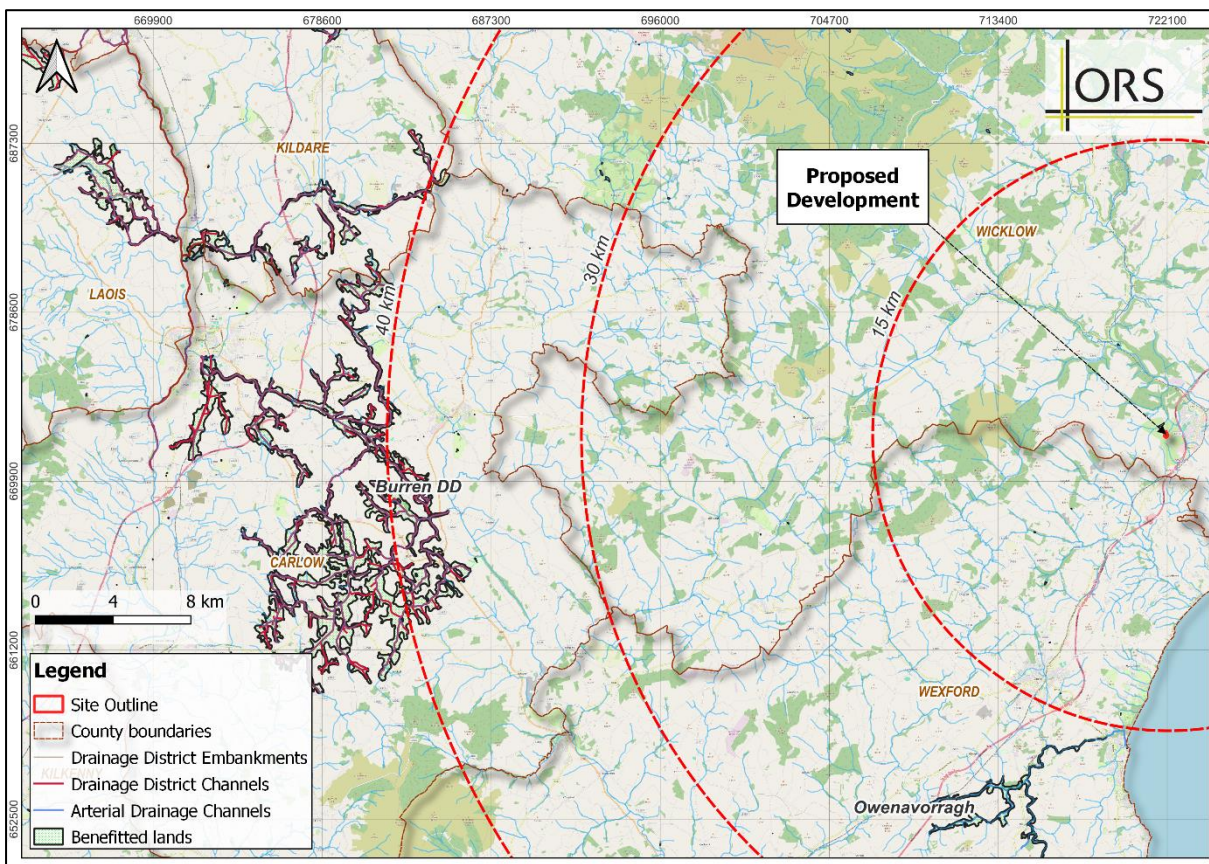 669900
678600
687300
696000
704700
713400
722100
ORS
687300
KILDARE
Proposed
Development
WICKLOW
30 km
LAOIS
678600
40 km
15 km
669900
Burren DD
CARLOW
0 4 8 km
661200
Legend
Site Outline
County boundaries
Drainage District Embankments
KILKENNY
Drainage District Channels
Arterial Drainage Channels
Benefitted lands
WEXFORD
652500
Owenavorragh